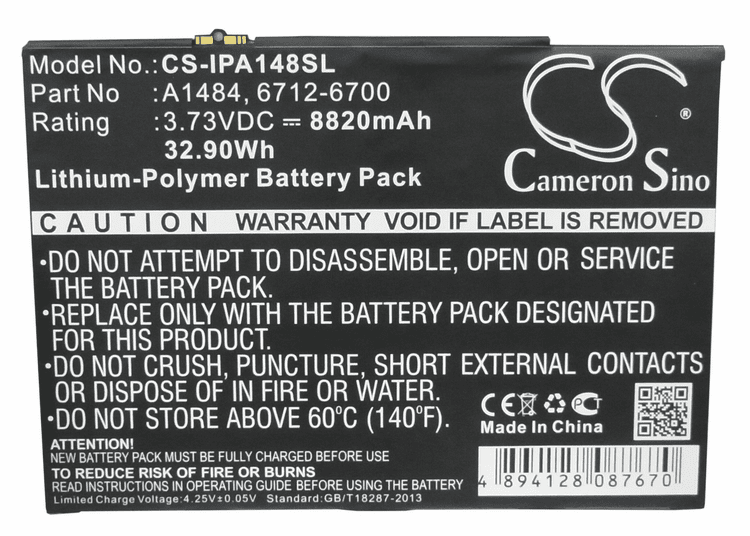 Model No.: CS-IPA148SL
Part No : A1484, 6712-6700
Rating : 3.73VDC ⎓ 8820mAh
32.90Wh
Lithium-Polymer Battery Pack
CS
®
Cameron Sino
CAUTION WARRANTY VOID IF LABEL IS REMOVED
•DO NOT ATTEMPT TO DISASSEMBLE, OPEN OR SERVICE
THE BATTERY PACK.
•REPLACE ONLY WITH THE BATTERY PACK DESIGNATED
FOR THIS PRODUCT.
•DO NOT CRUSH, PUNCTURE, SHORT EXTERNAL CONTACTS
OR DISPOSE OF IN FIRE OR WATER.
•DO NOT STORE ABOVE 60°C (140°F).
CE PCT
Made In China
ATTENTION!
NEW BATTERY PACK MUST BE FULLY CHARGED BEFORE USE
TO REDUCE RISK OF FIRE OR BURNS
READ INSTRUCTIONS BEFORE USING THE BATTERY
Limited Charge Voltage:4.25V±0.05V Standard:GB/T18287-2013
4 894128 087670